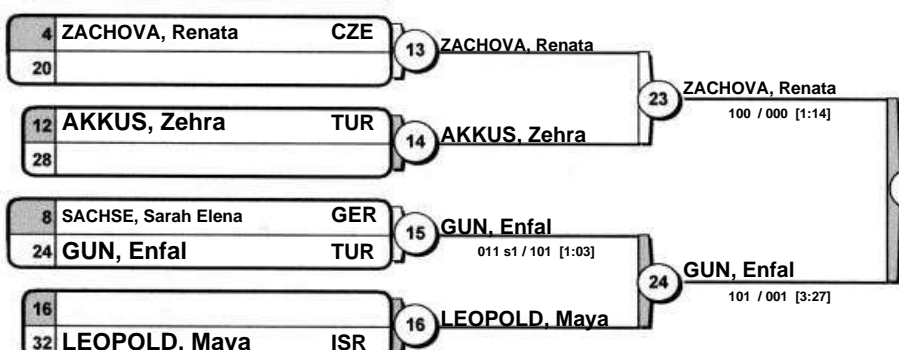 4 ZACHOVA, Renata CZE
20
13 ZACHOVA, Renata
12 AKKUS, Zehra TUR
28
14 AKKUS, Zehra
23 ZACHOVA, Renata
100 / 000 [1:14]
8 SACHSE, Sarah Elena GER
24 GUN, Enfal TUR
15 GUN, Enfal
011 s1 / 101 [1:03]
16
32 LEOPOLD, Maya ISR
16 LEOPOLD, Maya
24 GUN, Enfal
101 / 001 [3:27]